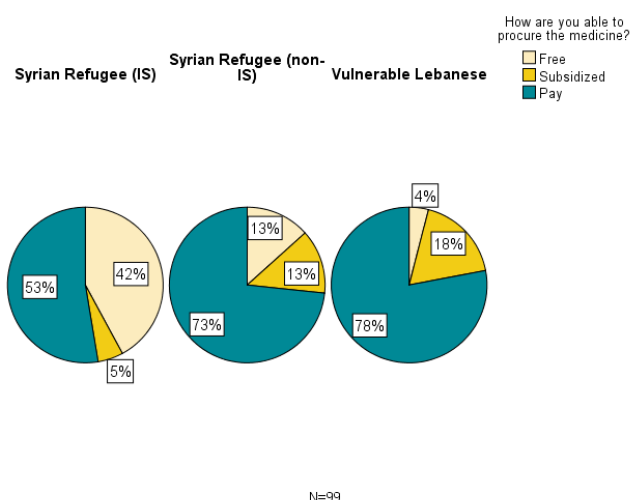 How are you able to
procure the medicine?
Free
Subsidized
Pay
Syrian Refugee (IS)
Syrian Refugee (non-
IS)
Vulnerable Lebanese
53%
42%
5%
13%
13%
73%
4%
18%
78%
N=99